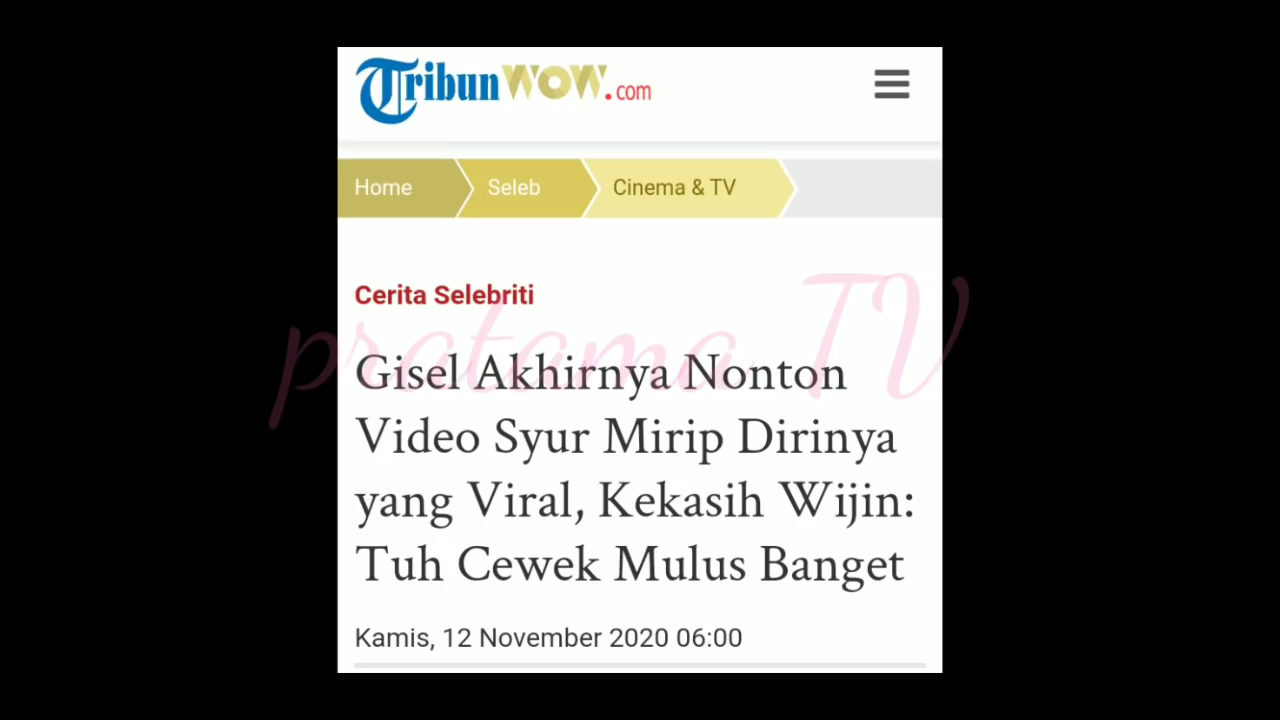 TribunWOW.com
Home Seleb Cinema & TV
Cerita Selebriti
pratama TV
Gisel Akhirnya Nonton
Video Syur Mirip Dirinya
yang Viral, Kekasih Wijin:
Tuh Cewek Mulus Banget
Kamis, 12 November 2020 06:00